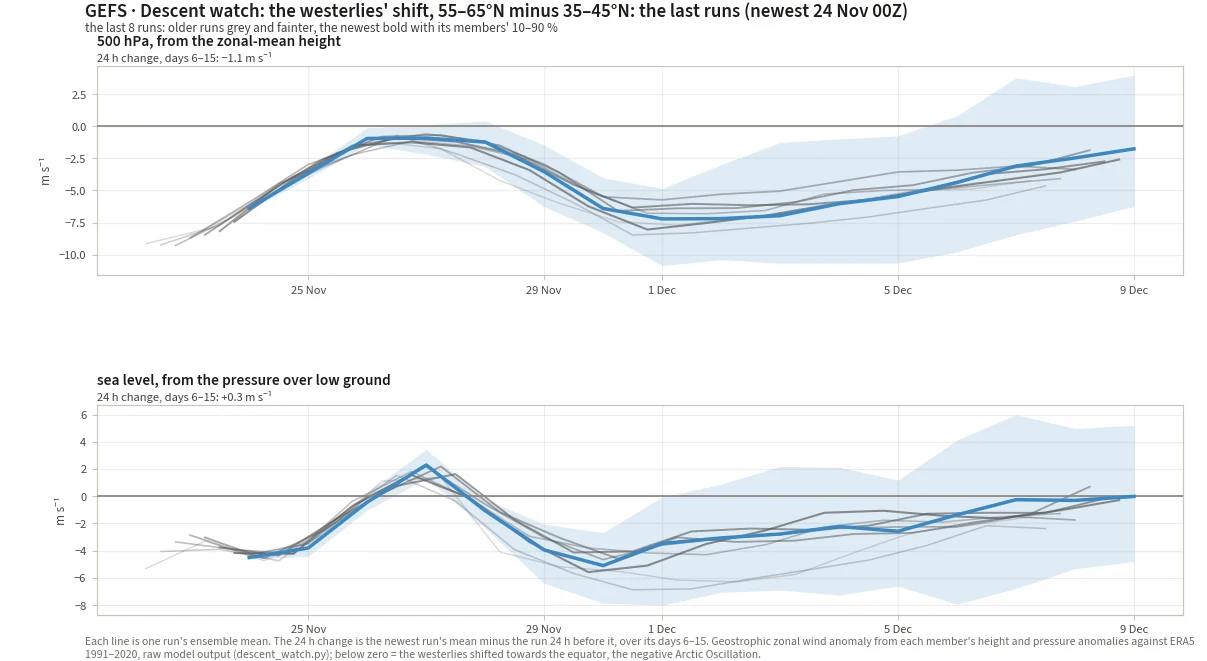 GEFS · Descent watch: the westerlies' shift, 55–65°N minus 35–45°N: the last runs (newest 24 Nov 00Z)
the last 8 runs: older runs grey and fainter, the newest bold with its members' 10–90 %
500 hPa, from the zonal-mean height
24 h change, days 6–15: −1.1 m s⁻¹
2.5
0.0
−2.5
−5.0
−7.5
−10.0
m s⁻¹
25 Nov 29 Nov 1 Dec 5 Dec 9 Dec
sea level, from the pressure over low ground
24 h change, days 6–15: +0.3 m s⁻¹
6
4
2
0
−2
−4
−6
−8
m s⁻¹
25 Nov 29 Nov 1 Dec 5 Dec 9 Dec
Each line is one run's ensemble mean. The 24 h change is the newest run's mean minus the run 24 h before it, over its days 6–15. Geostrophic zonal wind anomaly from each member's height and pressure anomalies against ERA5
1991–2020, raw model output (descent_watch.py); below zero = the westerlies shifted towards the equator, the negative Arctic Oscillation.